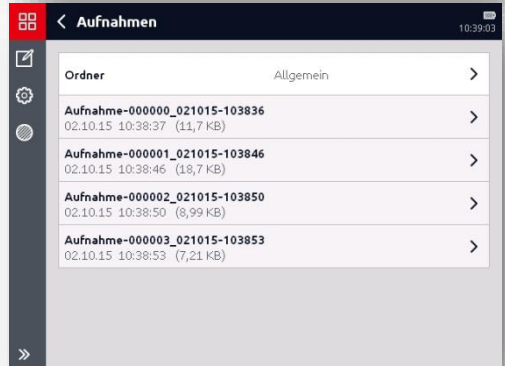 Aufnahmen
10:39:03
Ordner Allgemein
Aufnahme-000000_021015-103836
02.10.15 10:38:37 (11,7 KB)
Aufnahme-000001_021015-103846
02.10.15 10:38:46 (18,7 KB)
Aufnahme-000002_021015-103850
02.10.15 10:38:50 (8,99 KB)
Aufnahme-000003_021015-103853
02.10.15 10:38:53 (7,21 KB)